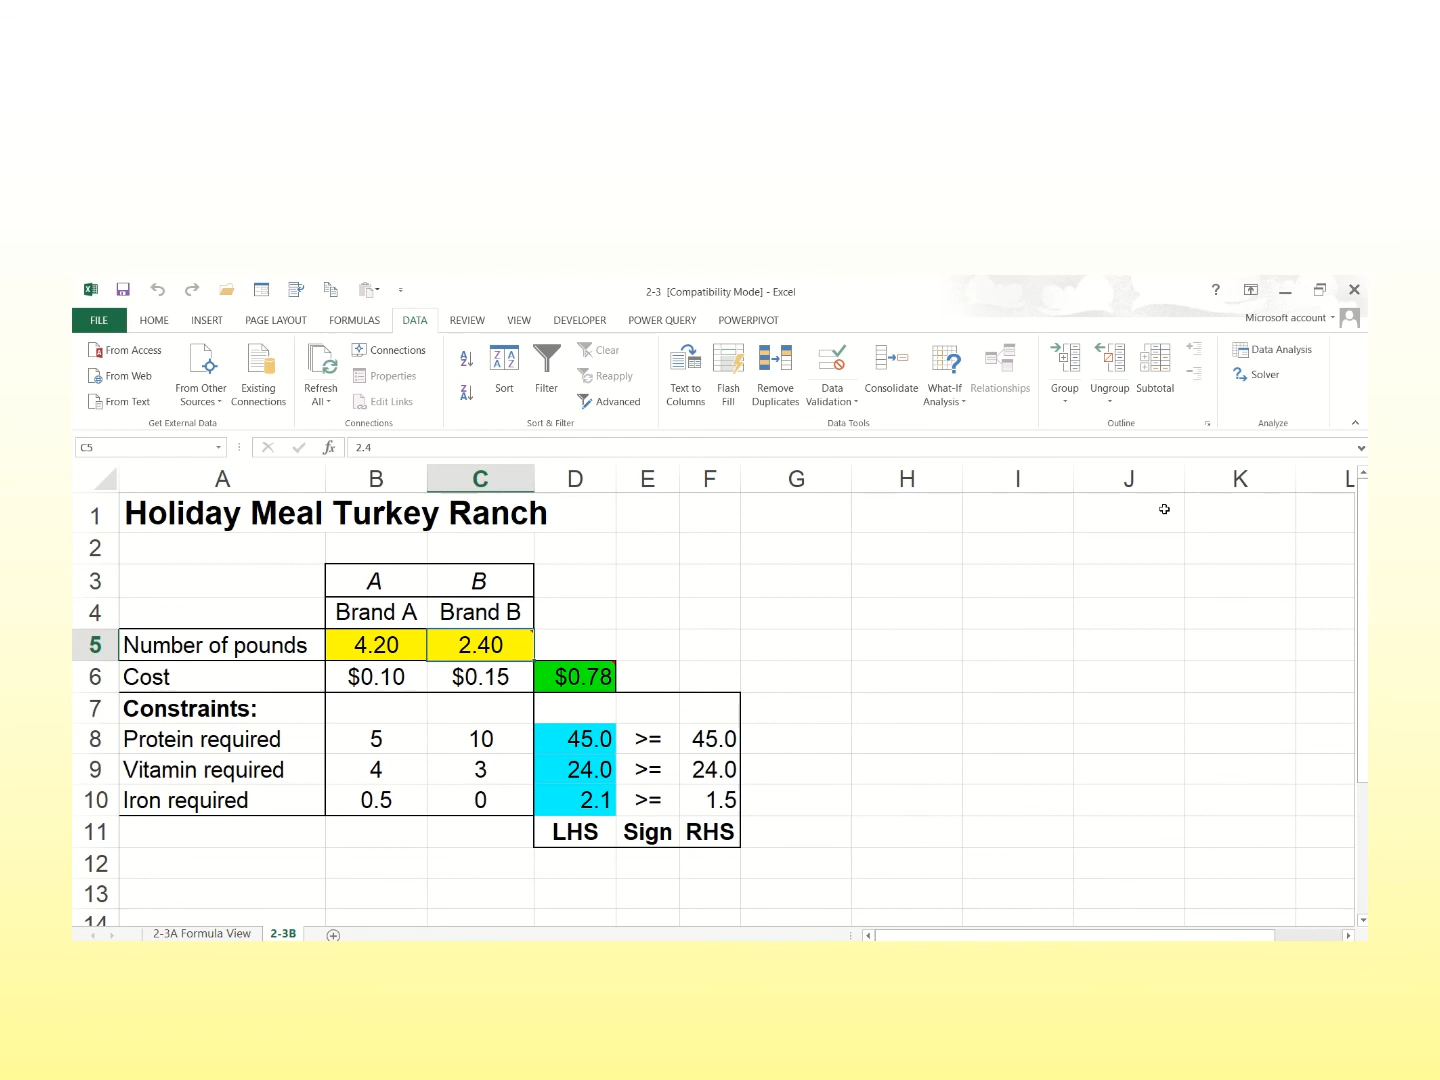 2-3 [Compatibility Mode] - Excel
?
FILE HOME INSERT PAGE LAYOUT FORMULAS DATA REVIEW VIEW DEVELOPER POWER QUERY POWERPIVOT Microsoft account
From Access
From Web
From Text
From Other Sources
Existing Connections
Get External Data
Refresh All
Connections
Properties
Edit Links
Connections
Sort
Filter
Clear
Reapply
Advanced
Sort & Filter
Text to Columns
Flash Fill
Remove Duplicates
Data Validation
Consolidate
What-If Analysis
Relationships
Data Tools
Group
Ungroup
Subtotal
Outline
Data Analysis
Solver
Analyze
C5 fx 2.4
A B C D E F G H I J K L
1 Holiday Meal Turkey Ranch
2
3 A B
4 Brand A Brand B
5 Number of pounds 4.20 2.40
6 Cost $0.10 $0.15 $0.78
7 Constraints:
8 Protein required 5 10 45.0 >= 45.0
9 Vitamin required 4 3 24.0 >= 24.0
10 Iron required 0.5 0 2.1 >= 1.5
11 LHS Sign RHS
12
13
14
2-3A Formula View 2-3B